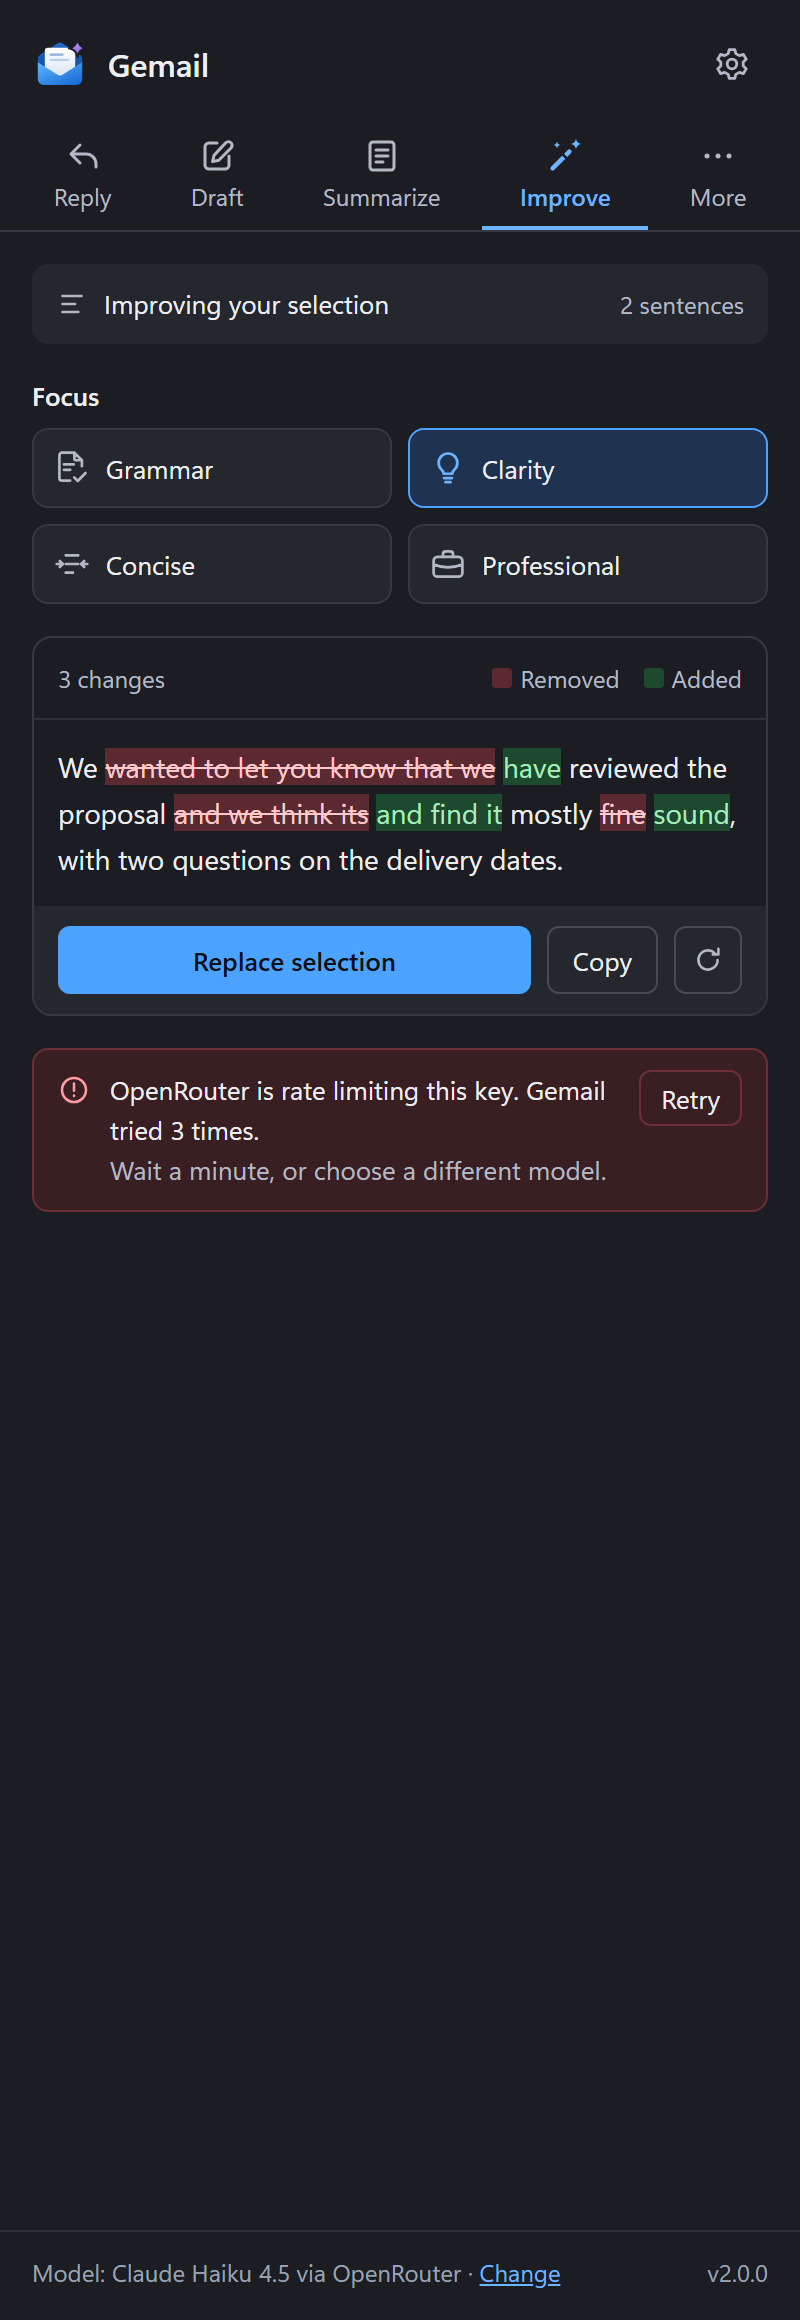 Gemail
Reply Draft Summarize Improve More
Improving your selection 2 sentences
Focus
Grammar Clarity
Concise Professional
3 changes Removed Added
We wanted to let you know that we have reviewed the
proposal and we think its and find it mostly fine sound,
with two questions on the delivery dates.
Replace selection Copy
OpenRouter is rate limiting this key. Gemail
tried 3 times.
Retry
Wait a minute, or choose a different model.
Model: Claude Haiku 4.5 via OpenRouter · Change v2.0.0